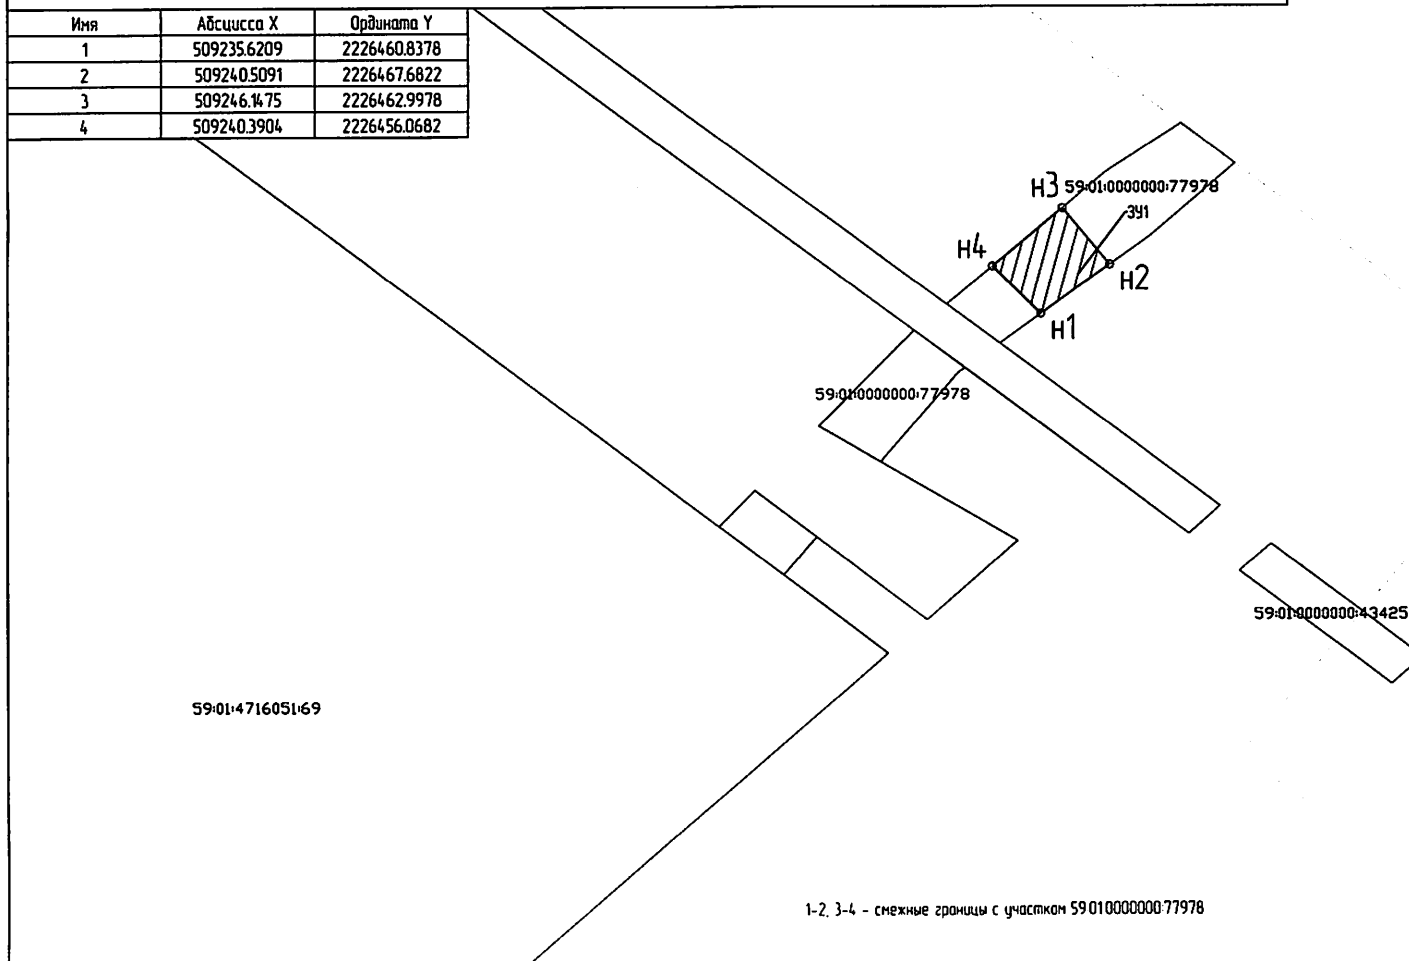 Имя Абсцисса X Ордината Y
1 509235.6209 2226460.8378
2 509240.5091 2226467.6822
3 509246.1475 2226462.9978
4 509240.3904 2226456.0682
н3 59:01:0000000:77978
ЗУ1
н4
н2
н1
59:01:0000000:77978
59:01:0000000:43425
59:01:4716051:69
1-2, 3-4 - смежные границы с участком 59:01:0000000:77978